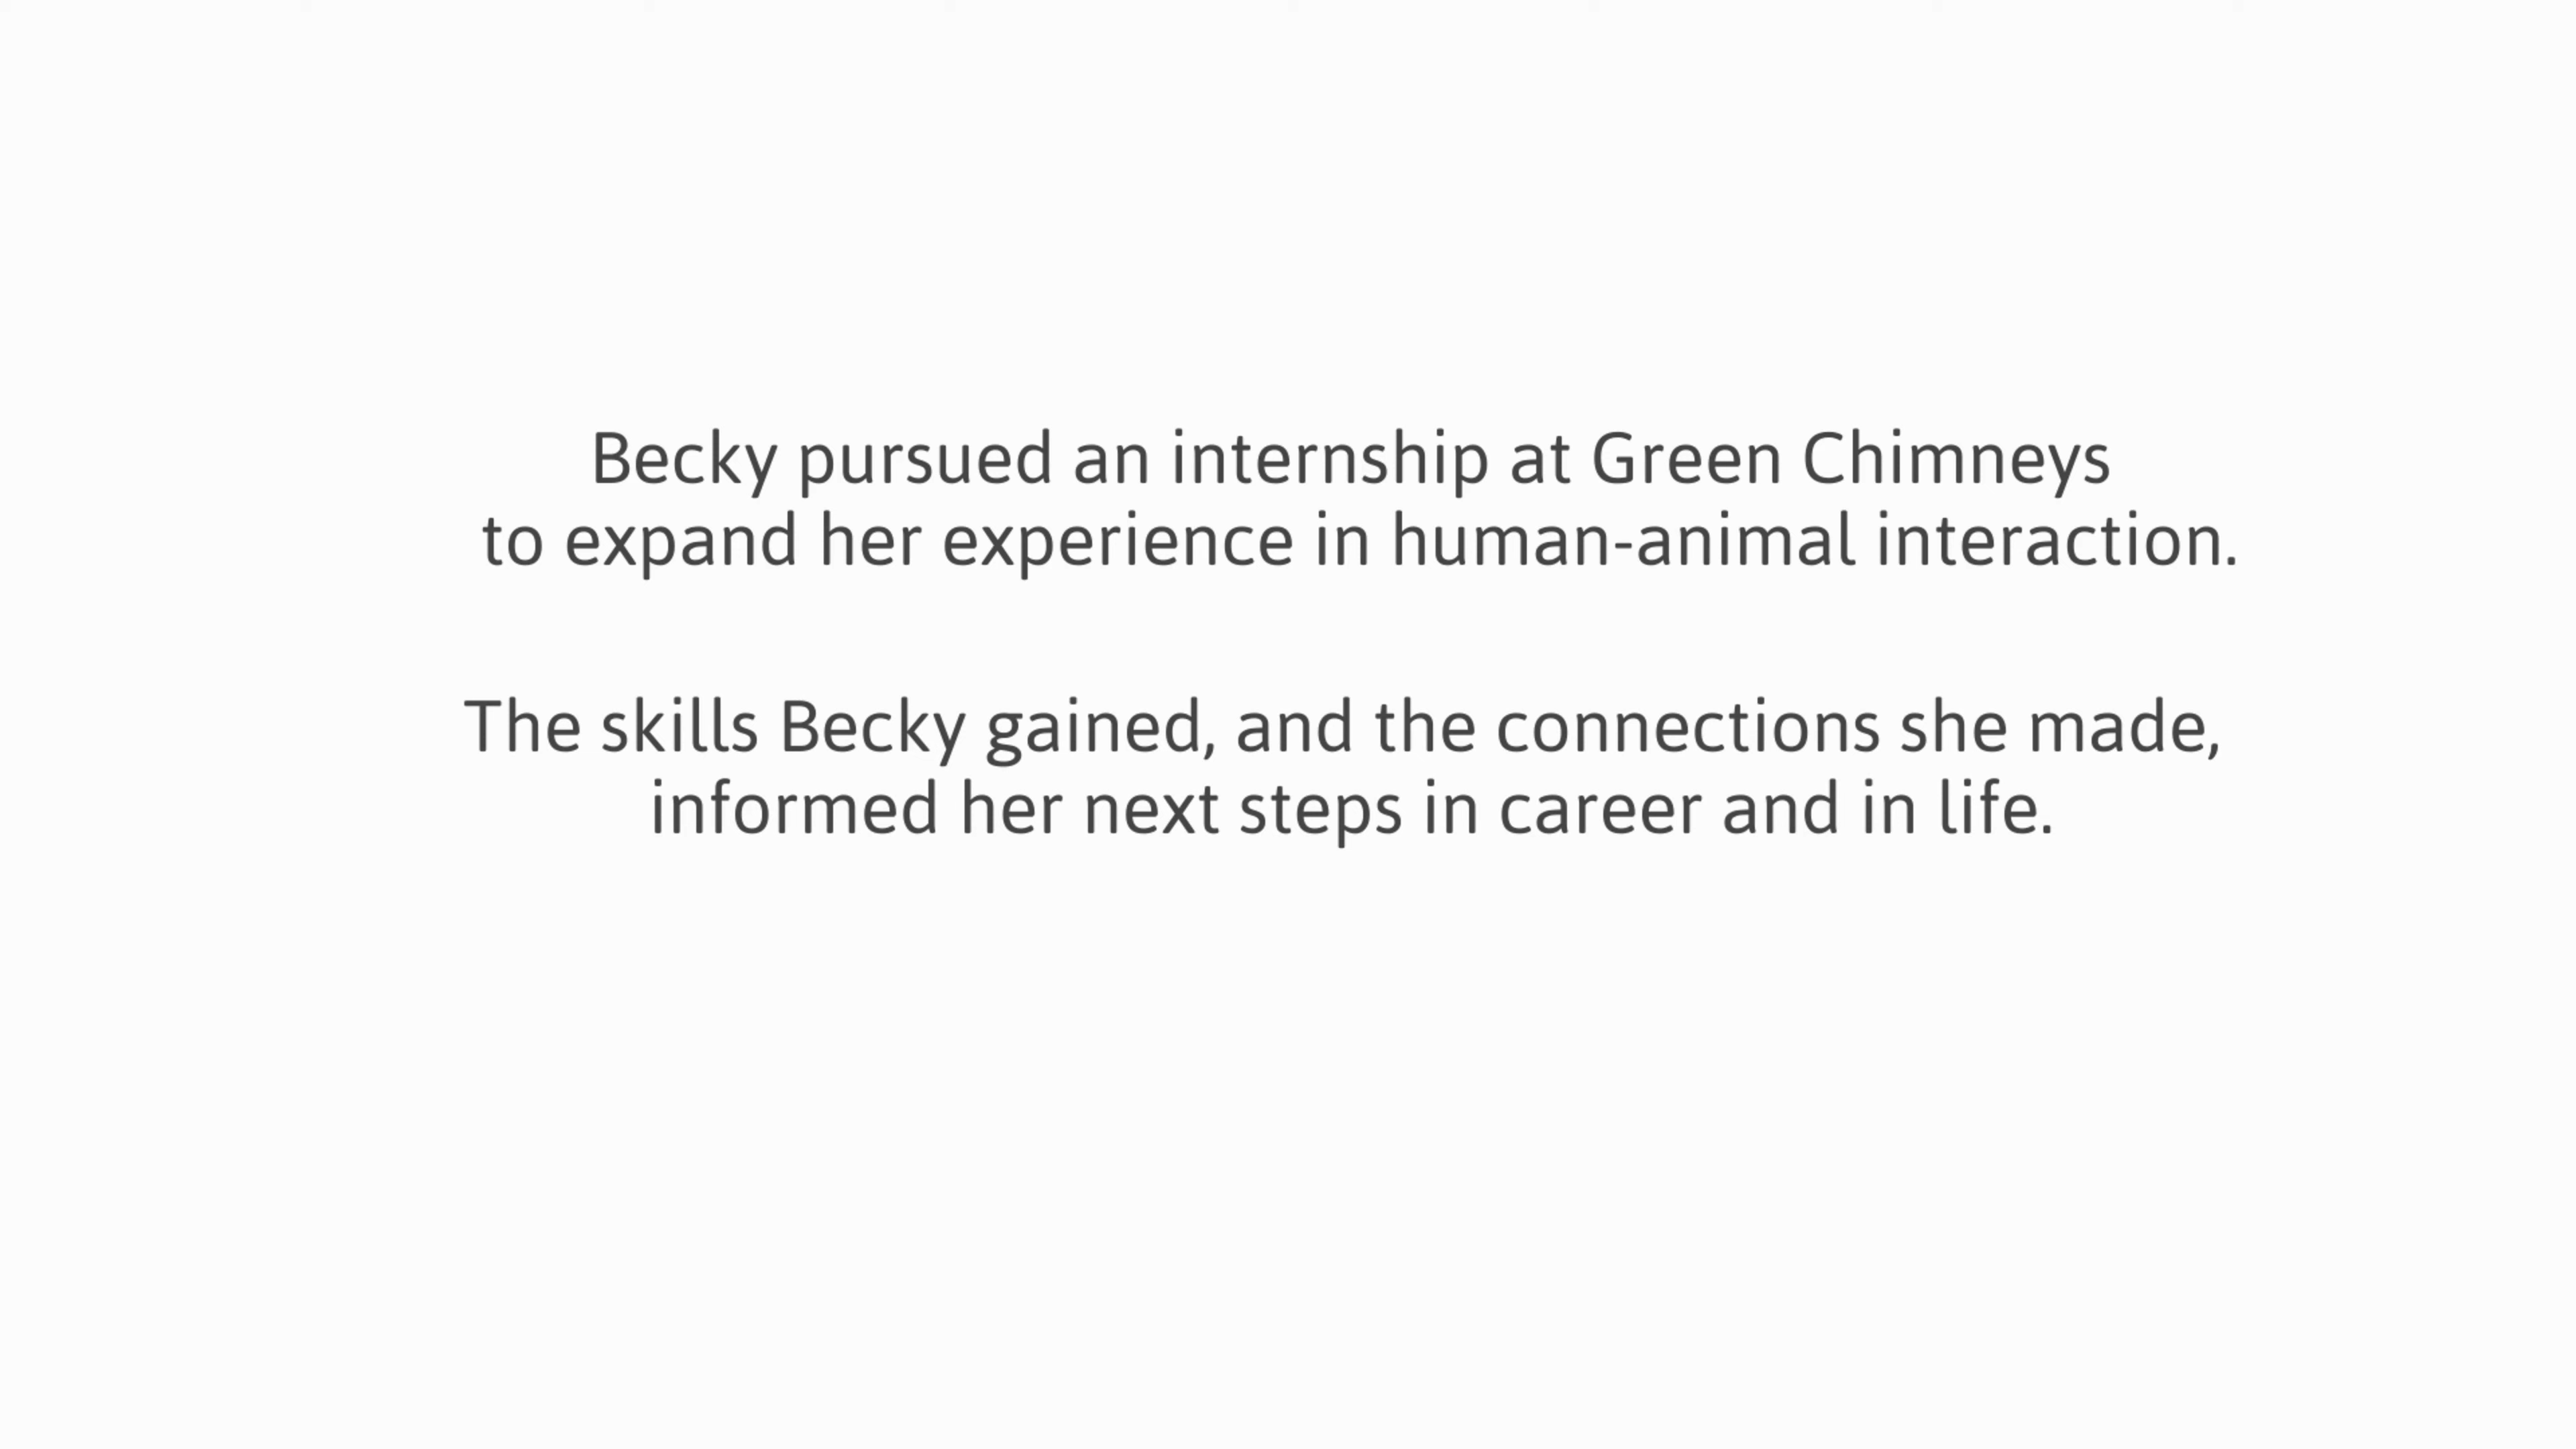 Becky pursued an internship at Green Chimneys
to expand her experience in human-animal interaction.
The skills Becky gained, and the connections she made,
informed her next steps in career and in life.